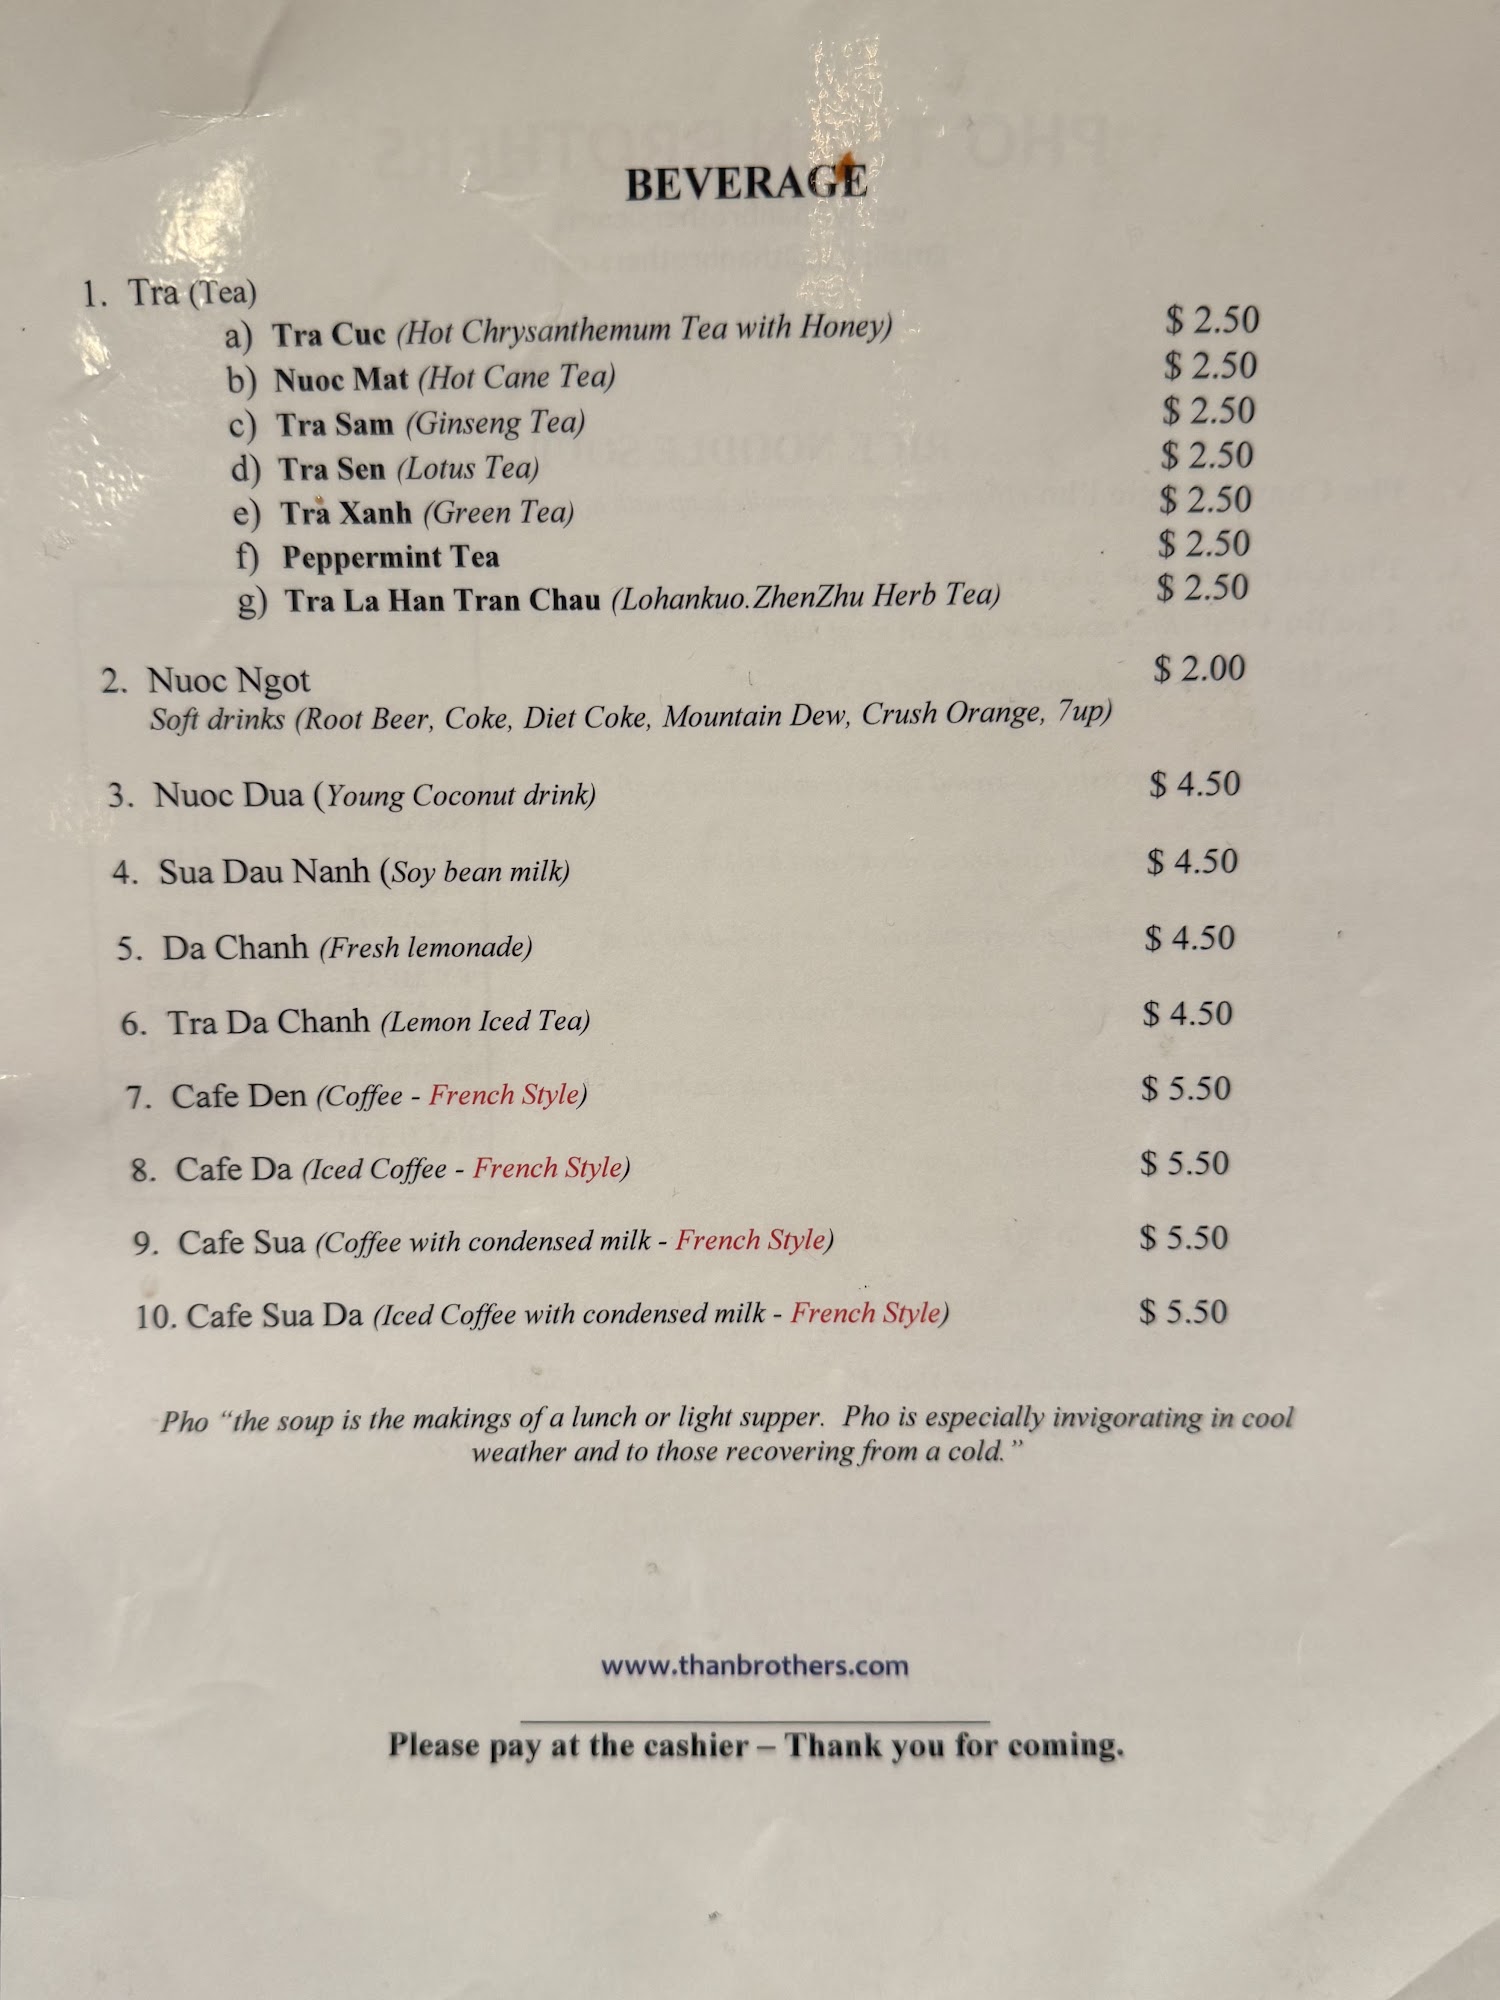 BEVERAGE
1. Tra (Tea)
a) Tra Cuc (Hot Chrysanthemum Tea with Honey) $ 2.50
b) Nuoc Mat (Hot Cane Tea) $ 2.50
c) Tra Sam (Ginseng Tea) $ 2.50
d) Tra Sen (Lotus Tea) $ 2.50
e) Tra Xanh (Green Tea) $ 2.50
f) Peppermint Tea $ 2.50
g) Tra La Han Tran Chau (Lohankuo.ZhenZhu Herb Tea) $ 2.50
2. Nuoc Ngot $ 2.00
Soft drinks (Root Beer, Coke, Diet Coke, Mountain Dew, Crush Orange, 7up)
3. Nuoc Dua (Young Coconut drink) $ 4.50
4. Sua Dau Nanh (Soy bean milk) $ 4.50
5. Da Chanh (Fresh lemonade) $ 4.50
6. Tra Da Chanh (Lemon Iced Tea) $ 4.50
7. Cafe Den (Coffee - French Style) $ 5.50
8. Cafe Da (Iced Coffee - French Style) $ 5.50
9. Cafe Sua (Coffee with condensed milk - French Style) $ 5.50
10. Cafe Sua Da (Iced Coffee with condensed milk - French Style) $ 5.50
Pho “the soup is the makings of a lunch or light supper. Pho is especially invigorating in cool
weather and to those recovering from a cold.”
www.thanbrothers.com
Please pay at the cashier – Thank you for coming.